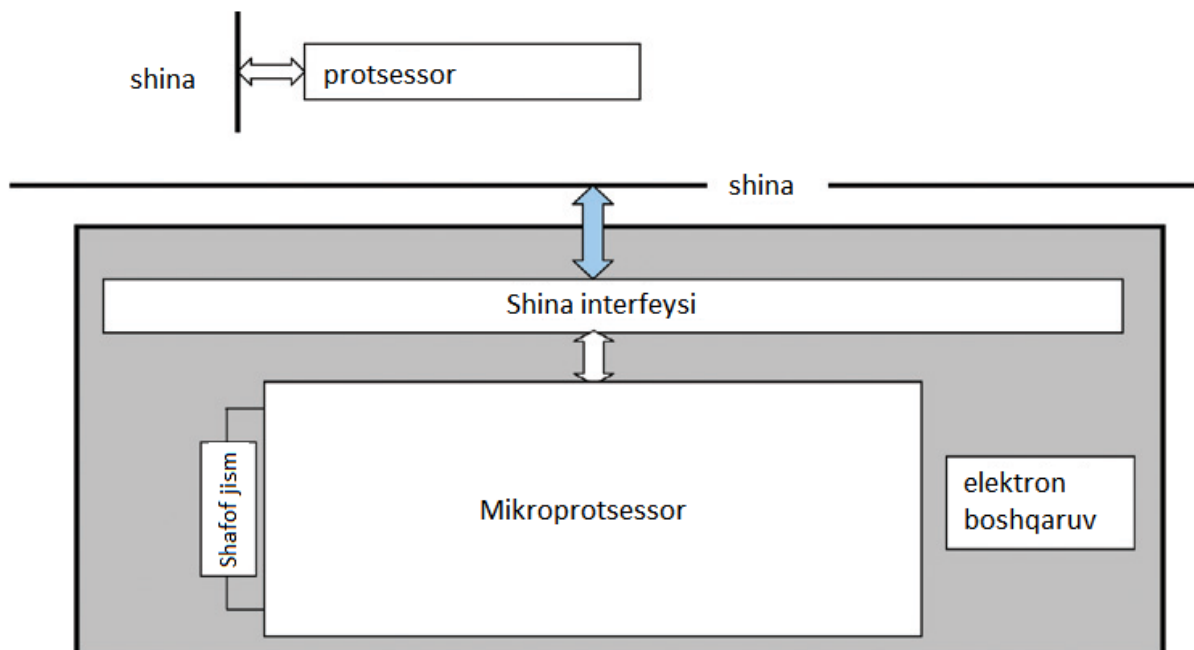 shina
protsessor
shina
Shina interfeysi
Shafof jism
Mikroprotsessor
elektron
boshqaruv